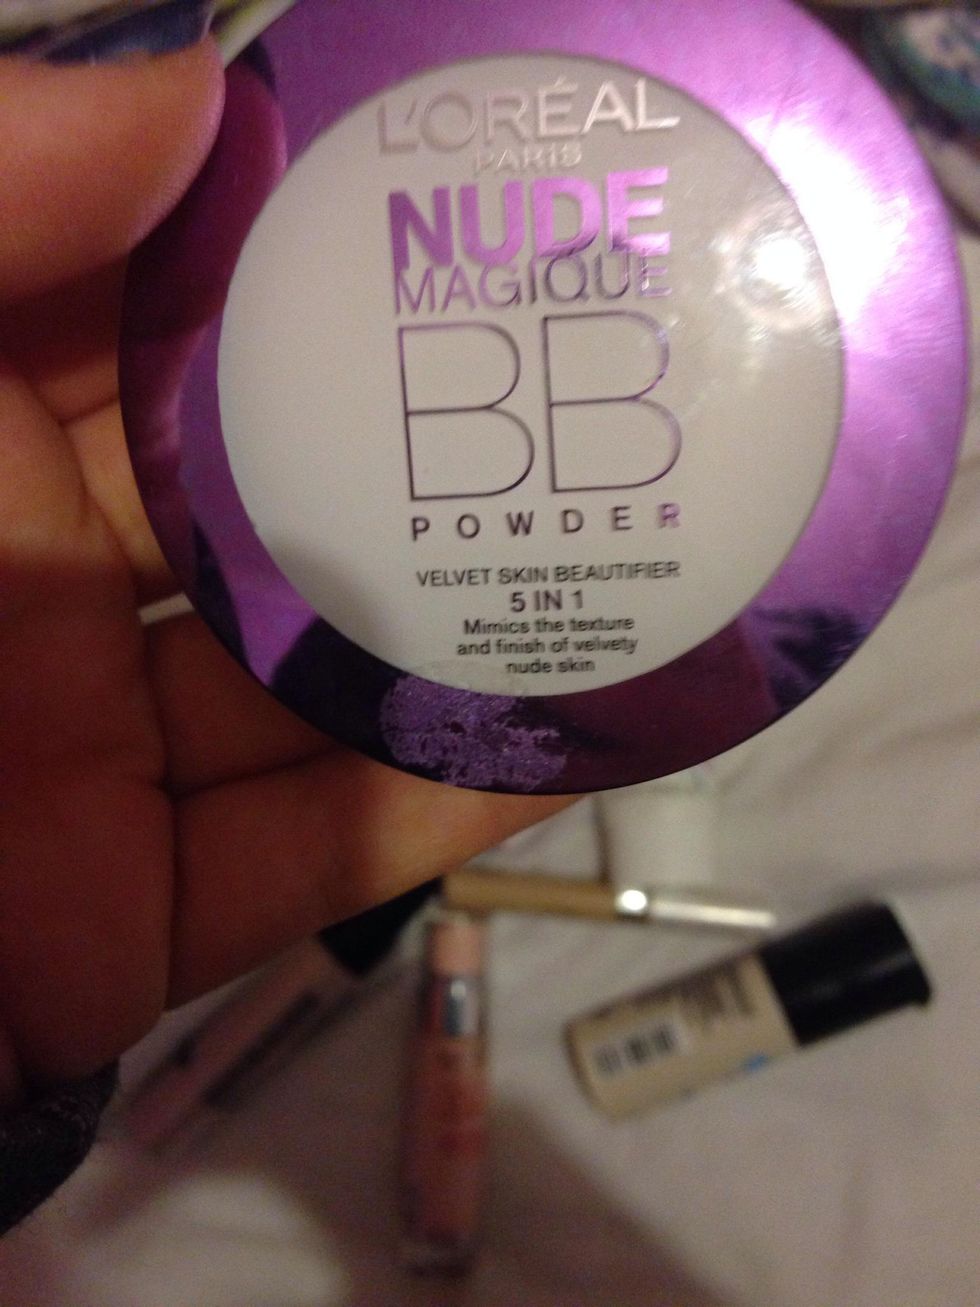 L'ORÉAL
PARIS
NUDE
MAGIQUE
BB
POWDER
VELVET SKIN BEAUTIFIER
5 IN 1
Mimics the texture
and finish of velvety
nude skin